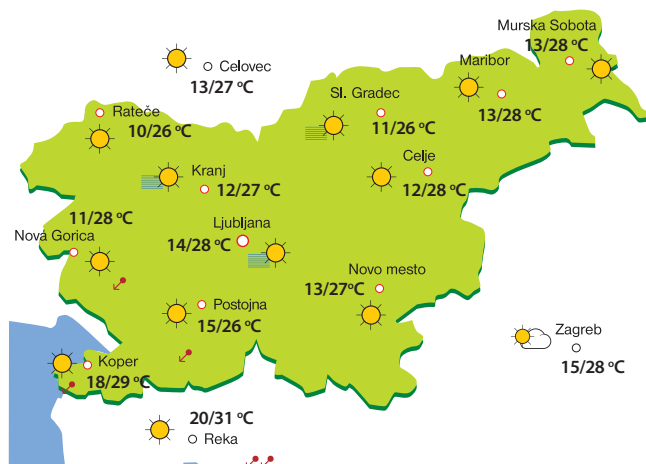 Murska Sobota
13/28 °C
Maribor
13/28 °C
Celovec
13/27 °C
Sl. Gradec
11/26 °C
Rateče
10/26 °C
Celje
12/28 °C
Kranj
12/27 °C
11/28 °C
Nova Gorica
Ljubljana
14/28 °C
Novo mesto
13/27°C
Postojna
15/26 °C
Zagreb
15/28 °C
Koper
18/29 °C
20/31 °C
Reka